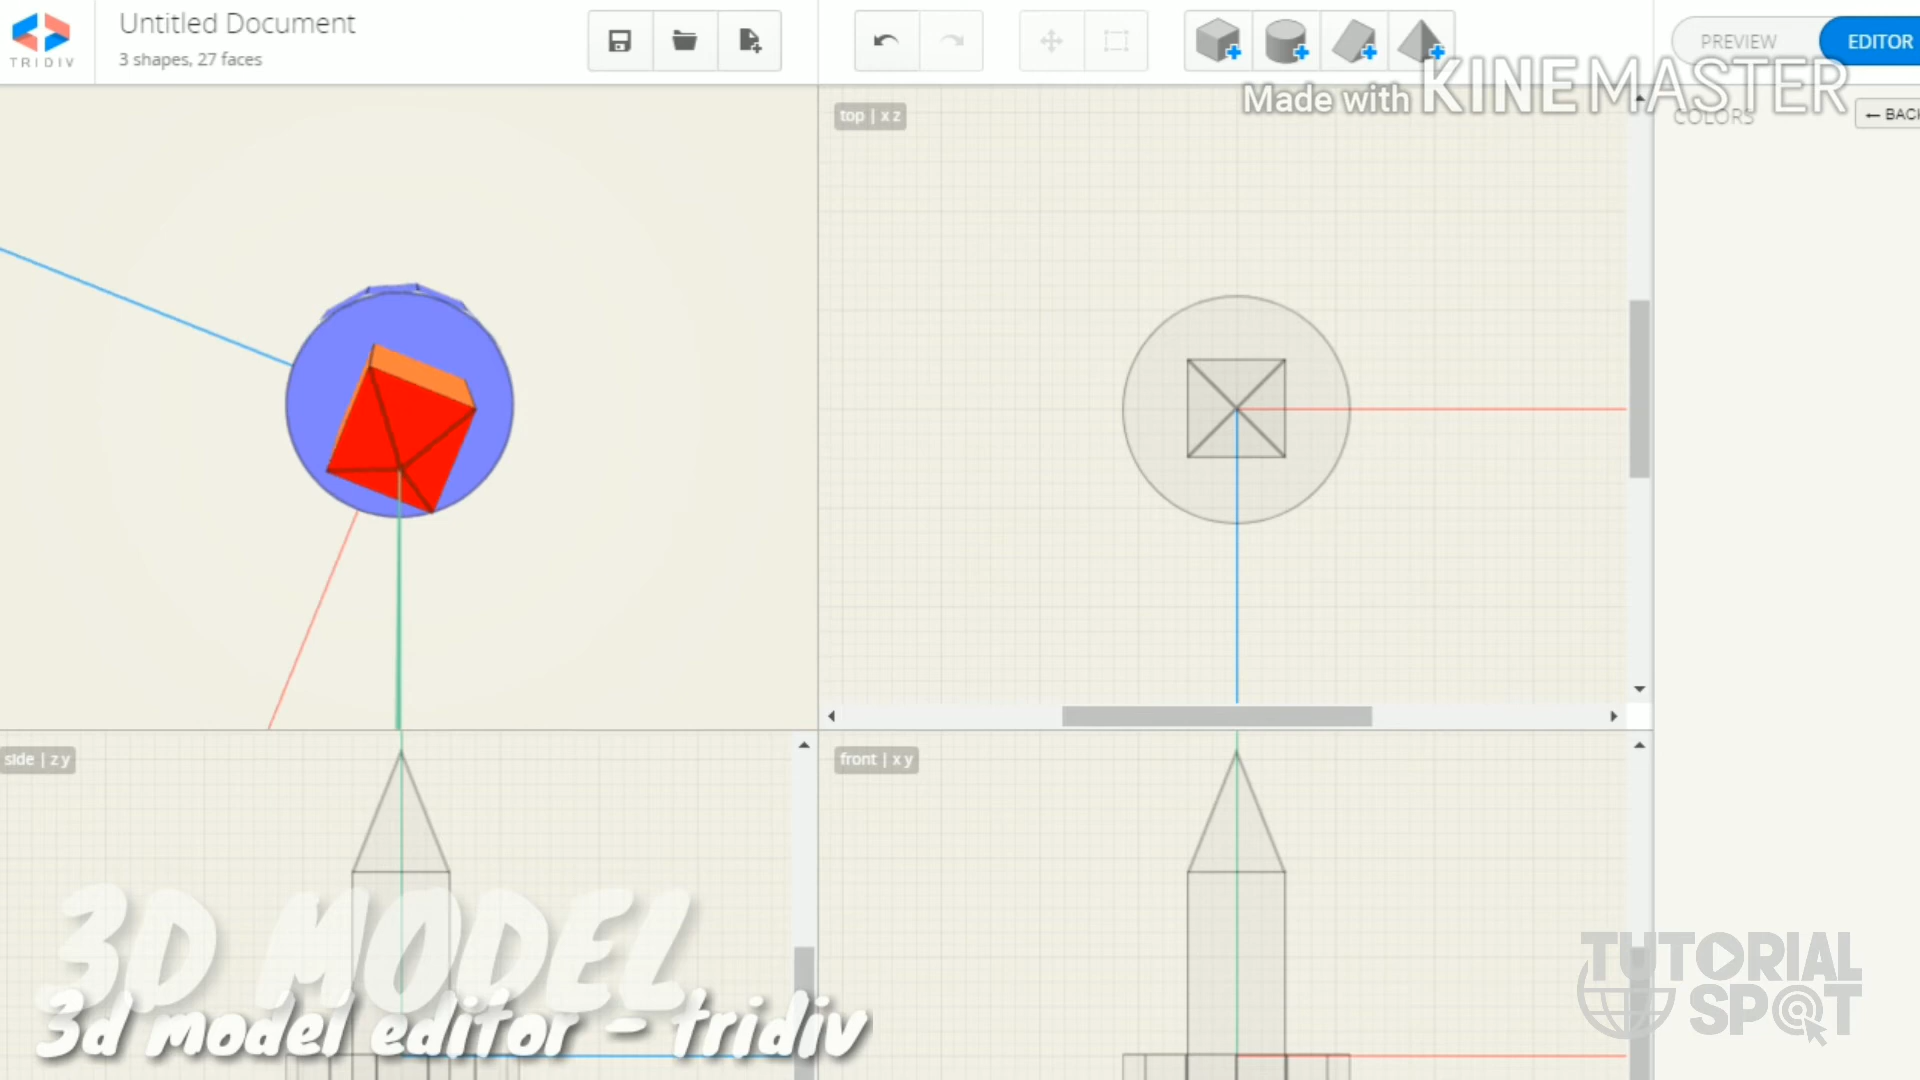 Untitled Document
3 shapes, 27 faces
TRIDIV
PREVIEW
EDITOR
Made with KINEMASTER
COLORS
← BACK
top | x z
side | z y
front | x y
3D MODEL
3d model editor - tridiv
TUTORIAL
SPOT